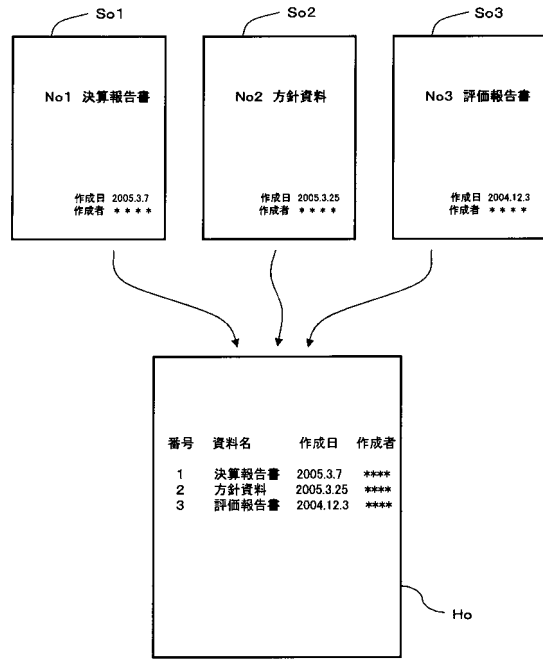 So1
So2
So3
No1 決算報告書
No2 方針資料
No3 評価報告書
作成日 2005.3.7
作成者 ****
作成日 2005.3.25
作成者 ****
作成日 2004.12.3
作成者 ****
番号 資料名 作成日 作成者
1 決算報告書 2005.3.7 ****
2 方針資料 2005.3.25 ****
3 評価報告書 2004.12.3 ****
Ho